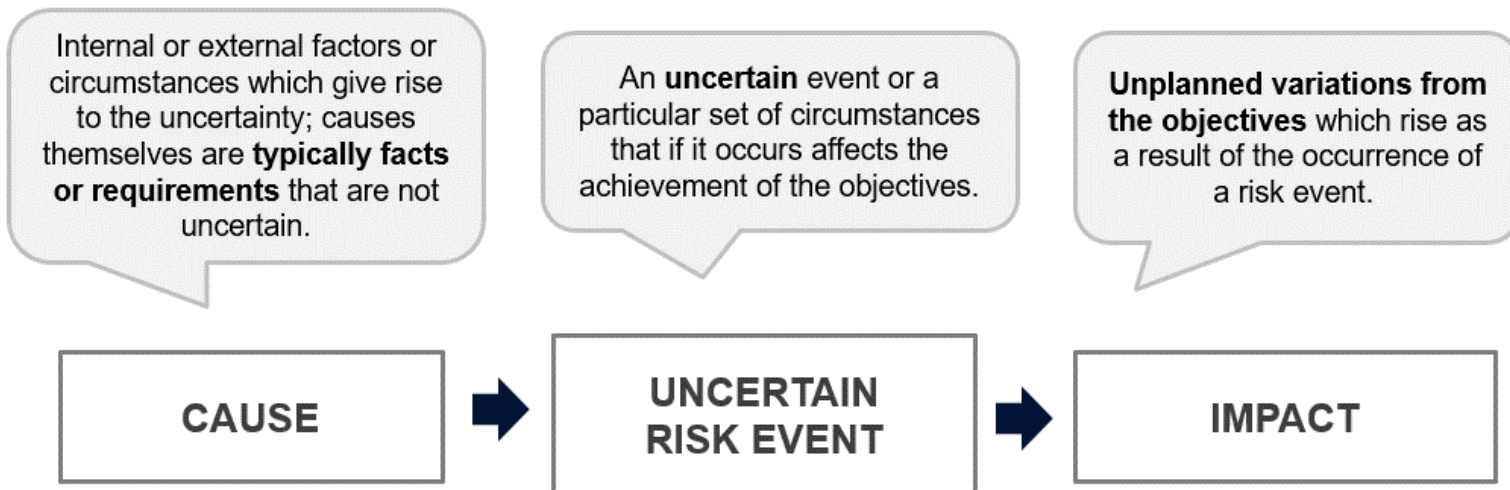 Internal or external factors or
circumstances which give rise
to the uncertainty; causes
themselves are typically facts
or requirements that are not
uncertain.
An uncertain event or a
particular set of circumstances
that if it occurs affects the
achievement of the objectives.
Unplanned variations from
the objectives which rise as
a result of the occurrence of
a risk event.
CAUSE
UNCERTAIN
RISK EVENT
IMPACT